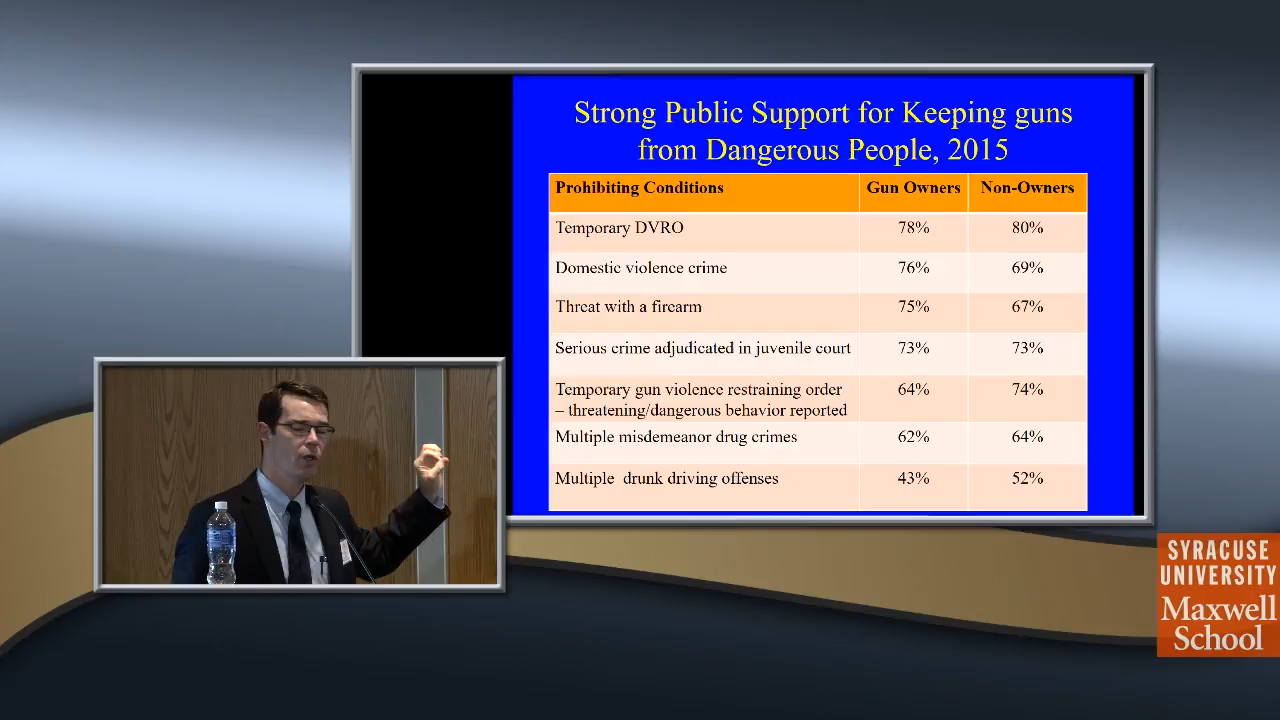 Strong Public Support for Keeping guns
from Dangerous People, 2015
Prohibiting Conditions Gun Owners Non-Owners
Temporary DVRO 78% 80%
Domestic violence crime 76% 69%
Threat with a firearm 75% 67%
Serious crime adjudicated in juvenile court 73% 73%
Temporary gun violence restraining order 64% 74%
– threatening/dangerous behavior reported
Multiple misdemeanor drug crimes 62% 64%
Multiple drunk driving offenses 43% 52%
SYRACUSE
UNIVERSITY
Maxwell
School